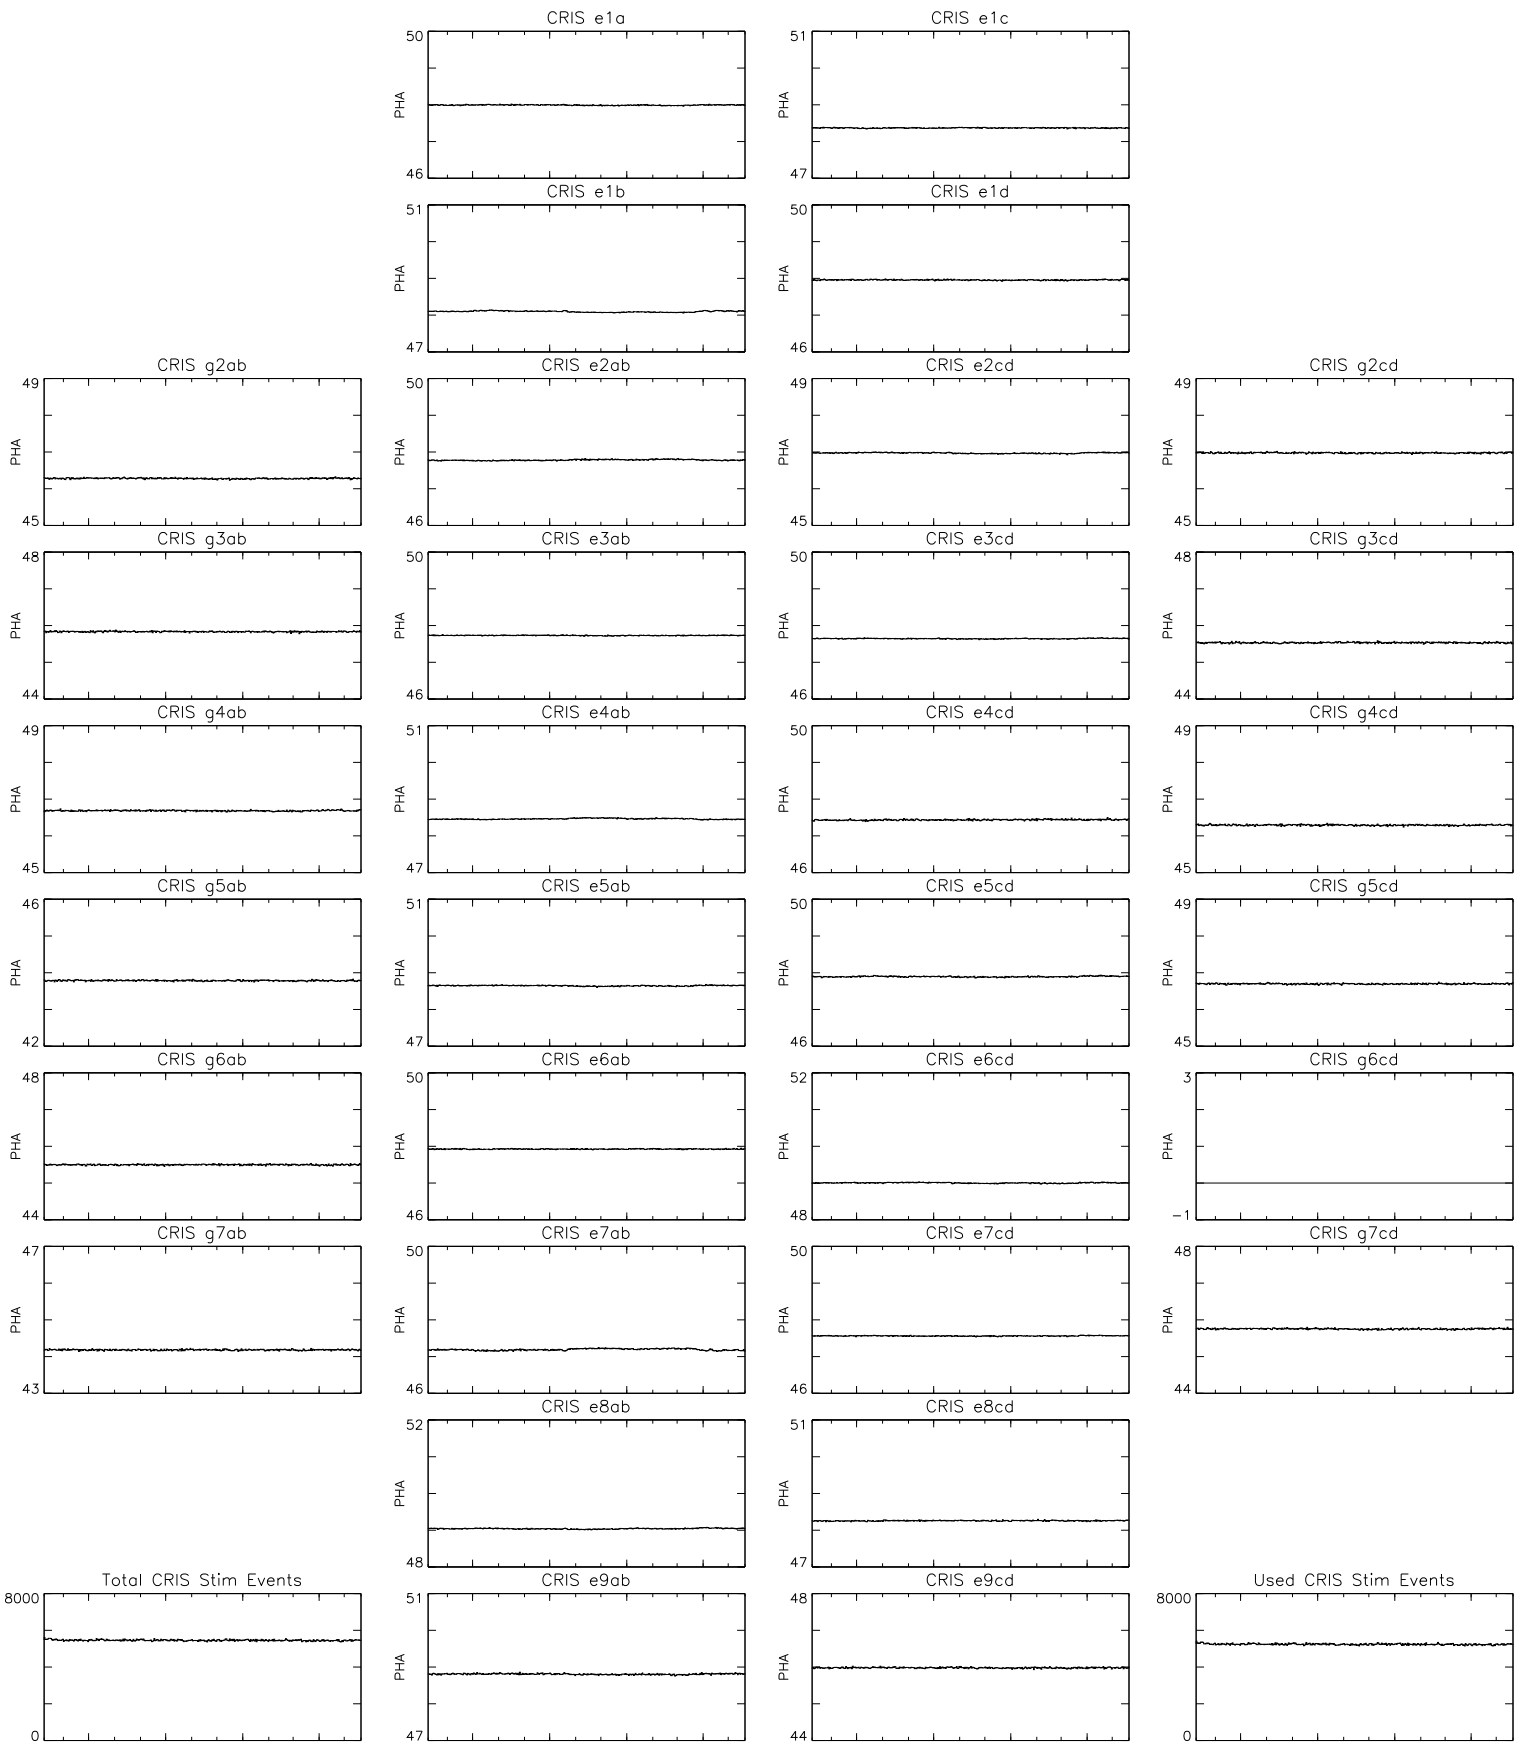 CRIS e1a
50
PHA
46
CRIS e1c
51
PHA
47
CRIS e1b
51
PHA
47
CRIS e1d
50
PHA
46
CRIS g2ab
49
PHA
45
CRIS e2ab
50
PHA
46
CRIS e2cd
49
PHA
45
CRIS g2cd
49
PHA
45
CRIS g3ab
48
PHA
44
CRIS e3ab
50
PHA
46
CRIS e3cd
50
PHA
46
CRIS g3cd
48
PHA
44
CRIS g4ab
49
PHA
45
CRIS e4ab
51
PHA
47
CRIS e4cd
50
PHA
46
CRIS g4cd
49
PHA
45
CRIS g5ab
46
PHA
42
CRIS e5ab
51
PHA
47
CRIS e5cd
50
PHA
46
CRIS g5cd
49
PHA
45
CRIS g6ab
48
PHA
44
CRIS e6ab
50
PHA
46
CRIS e6cd
52
PHA
48
CRIS g6cd
3
PHA
-1
CRIS g7ab
47
PHA
43
CRIS e7ab
50
PHA
46
CRIS e7cd
50
PHA
46
CRIS g7cd
48
PHA
44
CRIS e8ab
52
PHA
48
CRIS e8cd
51
PHA
47
Total CRIS Stim Events
8000
0
CRIS e9ab
51
PHA
47
CRIS e9cd
48
PHA
44
Used CRIS Stim Events
8000
0